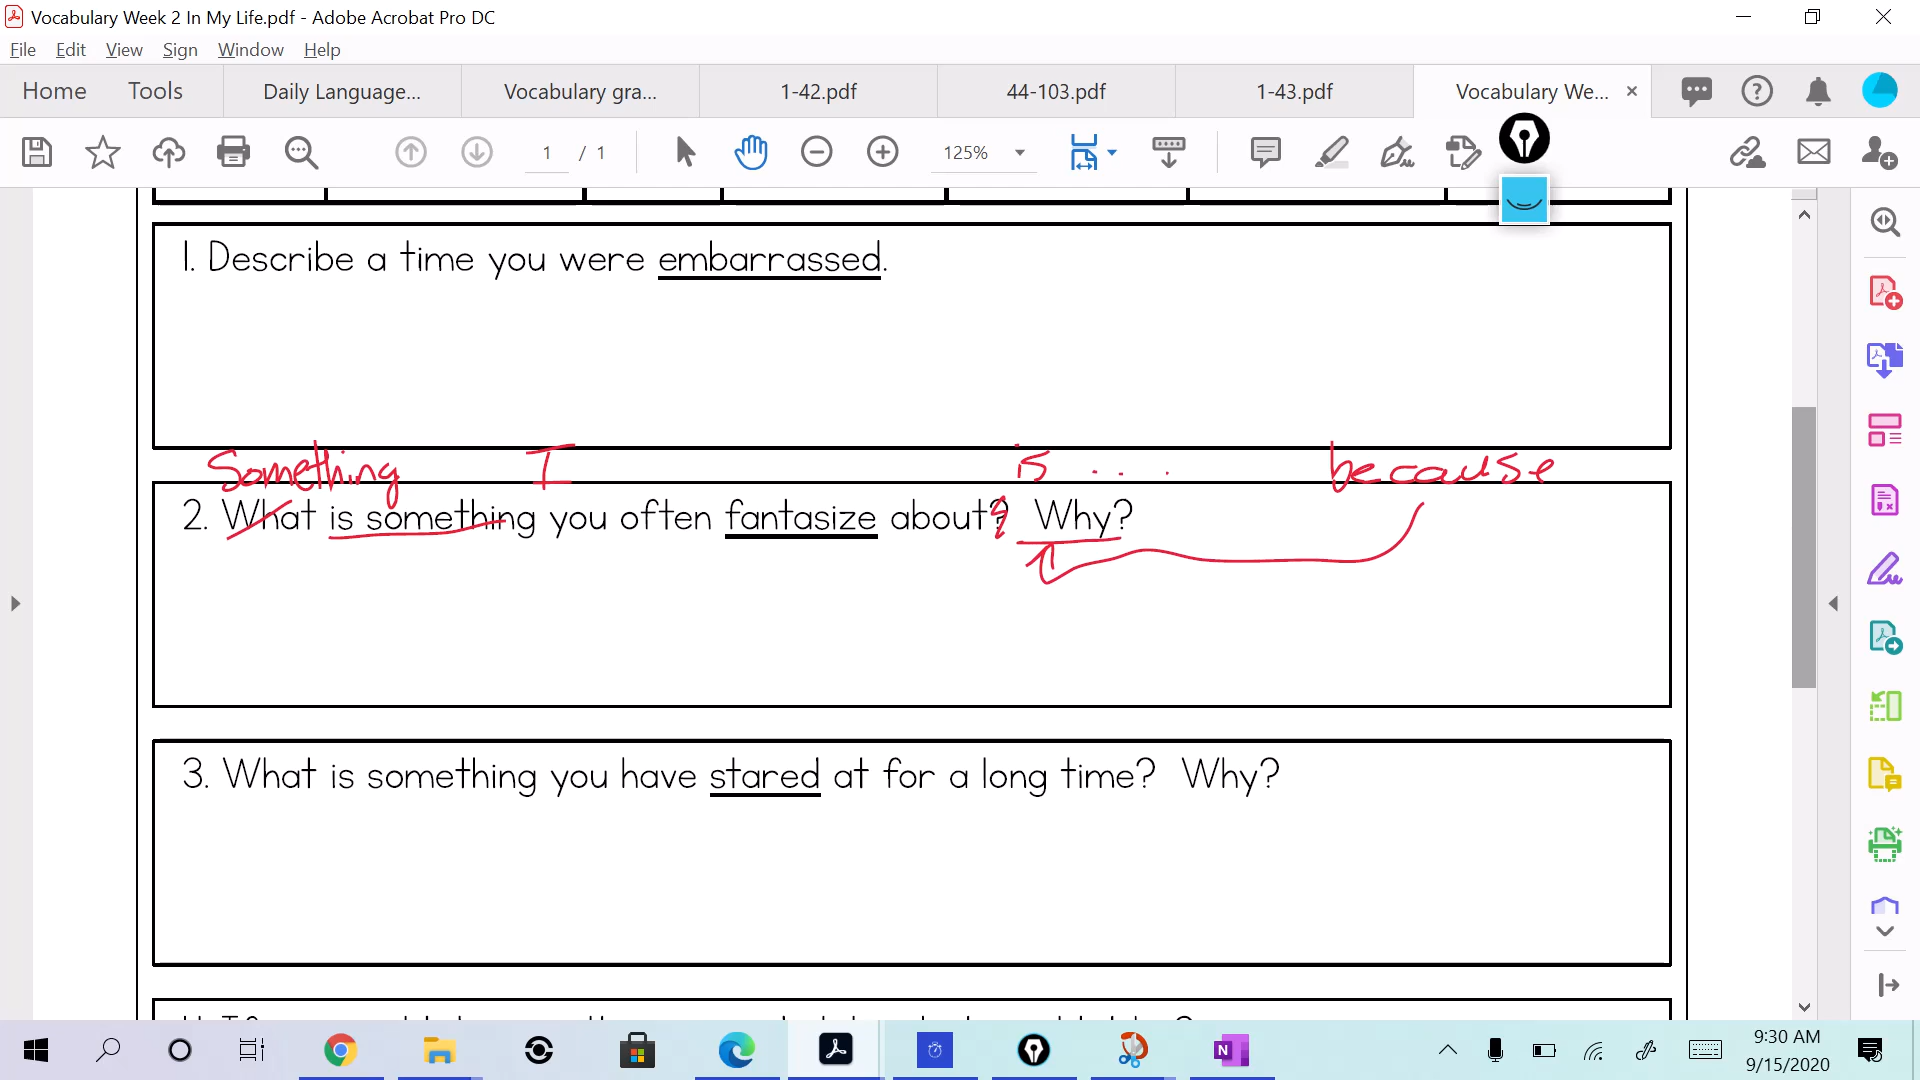 Vocabulary Week 2 In My Life.pdf - Adobe Acrobat Pro DC
File Edit View Sign Window Help
Home Tools Daily Language... Vocabulary gra... 1-42.pdf 44-103.pdf 1-43.pdf Vocabulary We... ×
1 / 1 125%
1. Describe a time you were embarrassed.
Something I is .... because
2. What is something you often fantasize about? Why?
3. What is something you have stared at for a long time? Why?
9:30 AM
9/15/2020